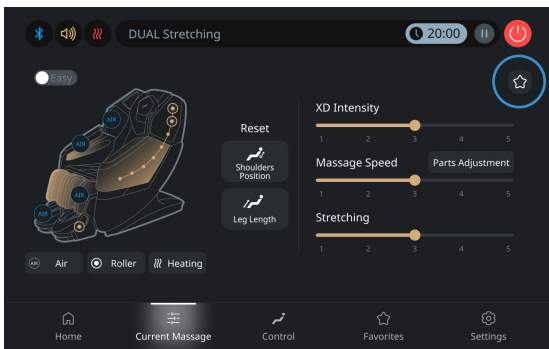 DUAL Stretching
20:00
Easy
AIR
AIR
AIR
AIR
Reset
Shoulders
Position
Leg Length
XD Intensity
1 2 3 4 5
Massage Speed
Parts Adjustment
1 2 3 4 5
Stretching
1 2 3 4 5
AIR Air
Roller
Heating
Home
Current Massage
Control
Favorites
Settings